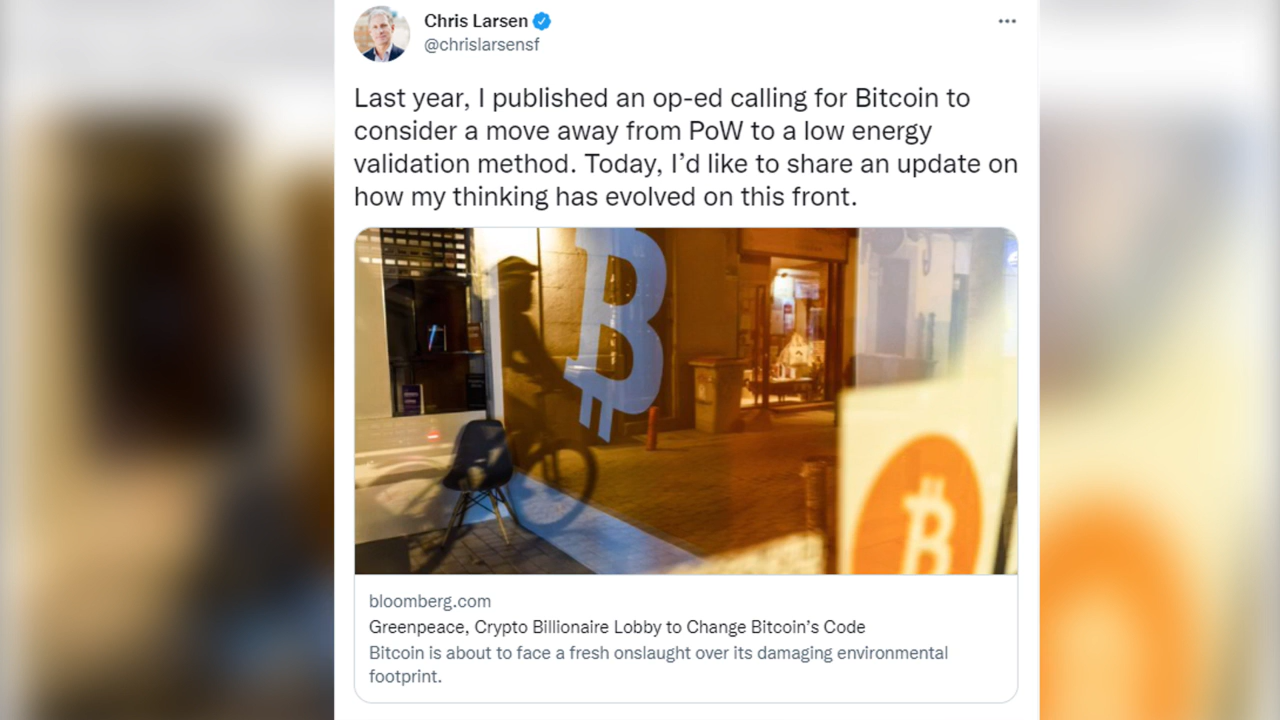 Chris Larsen
@chrislarsensf
Last year, I published an op-ed calling for Bitcoin to
consider a move away from PoW to a low energy
validation method. Today, I’d like to share an update on
how my thinking has evolved on this front.
bloomberg.com
Greenpeace, Crypto Billionaire Lobby to Change Bitcoin’s Code
Bitcoin is about to face a fresh onslaught over its damaging environmental
footprint.